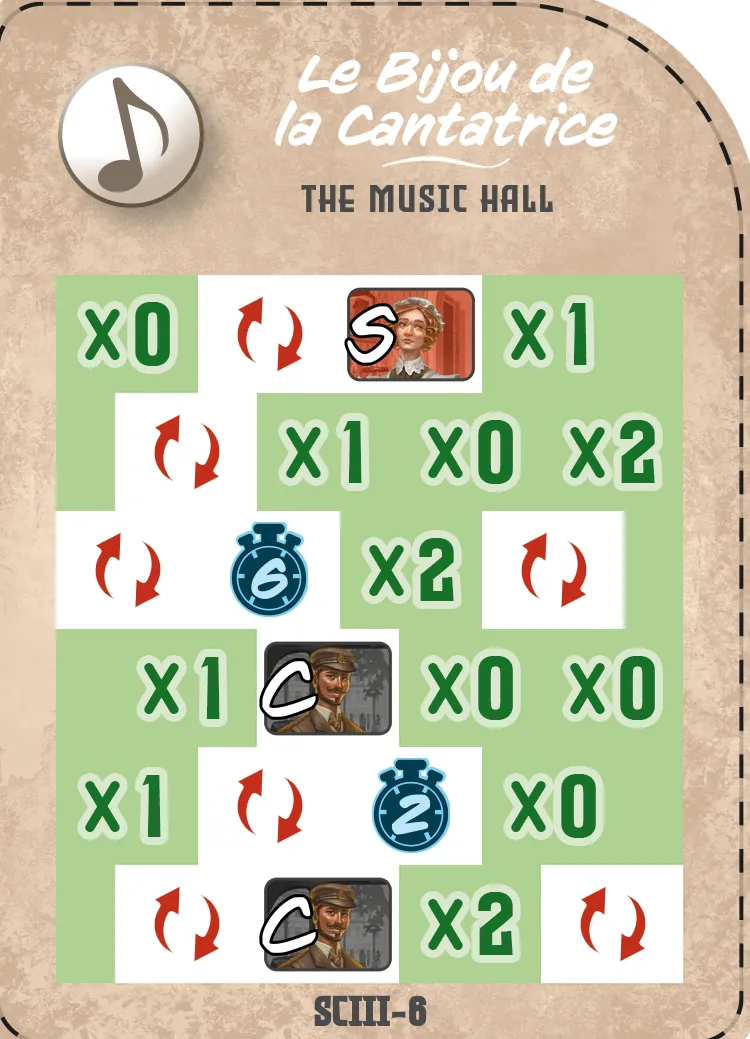 Le Bijou de
la Cantatrice
THE MUSIC HALL
X0 S X1
X1 X0 X2
6 X2
X1 C X0 X0
X1 2 X0
C X2
SCIII-6